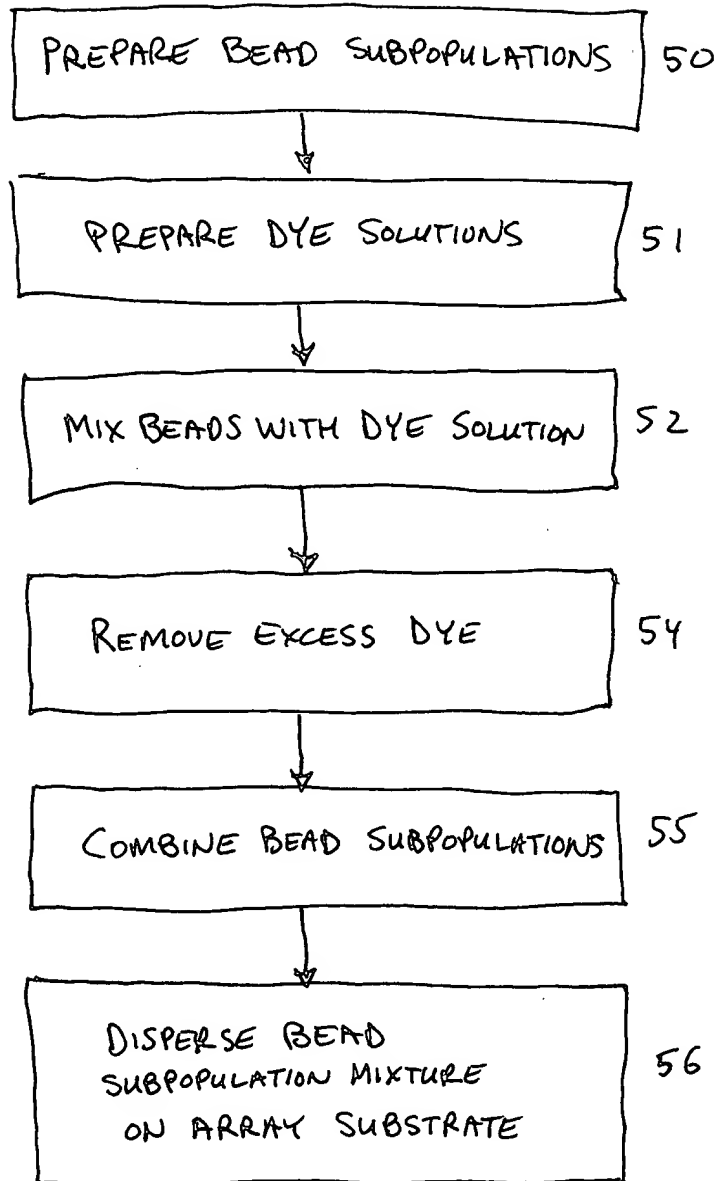 PREPARE BEAD SUBPOPULATIONS 50
PREPARE DYE SOLUTIONS 51
MIX BEADS WITH DYE SOLUTION 52
REMOVE EXCESS DYE 54
COMBINE BEAD SUBPOPULATIONS 55
DISPERSE BEAD
SUBPOPULATION MIXTURE 56
ON ARRAY SUBSTRATE